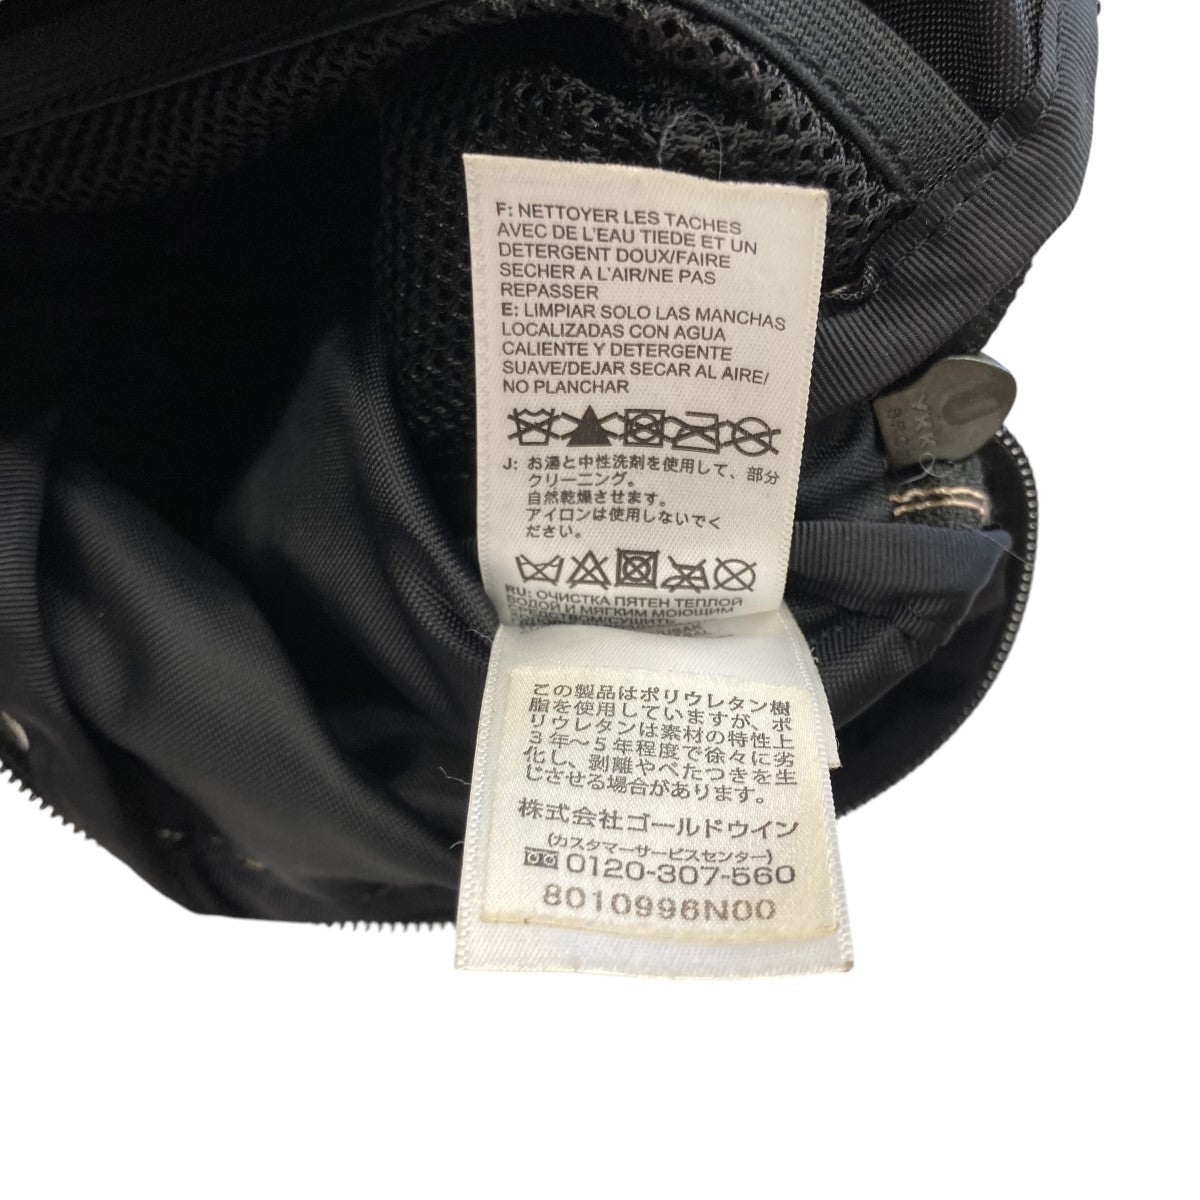 F: NETTOYER LES TACHES
AVEC DE L'EAU TIEDE ET UN
DETERGENT DOUX/FAIRE
SECHER A L'AIR/NE PAS
REPASSER
E: LIMPIAR SOLO LAS MANCHAS
LOCALIZADAS CON AGUA
CALIENTE Y DETERGENTE
SUAVE/DEJAR SECAR AL AIRE/
NO PLANCHAR
J: お湯と中性洗剤を使用して、部分
クリーニング。
自然乾燥させます。
アイロンは使用しないでく
ださい。
RU: ОЧИСТКА ПЯТЕН ТЕПЛОЙ
ВОДОЙ И МЯГКИМ МОЮЩИМ
この製品はポリウレタン樹
脂を使用していますが、ポ
リウレタンは素材の特性上
3年～5年程度で徐々に劣
化し、剥離やべたつきを生
じさせる場合があります。
株式会社ゴールドウイン
(カスタマーサービスセンター)
0120-307-560
8010996N00
YKK